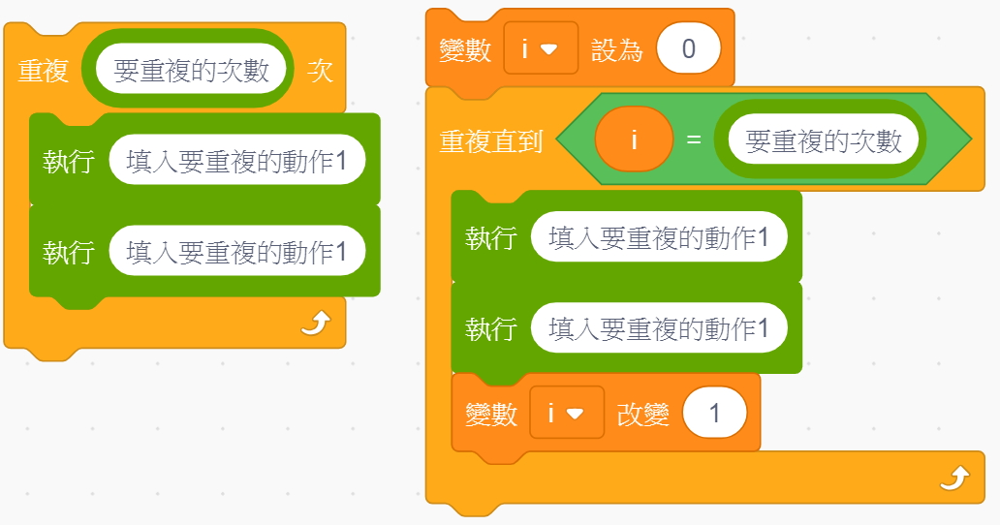 重複 要重複的次數 次
執行 填入要重複的動作1
執行 填入要重複的動作1
變數 i 設為 0
重複直到 i = 要重複的次數
執行 填入要重複的動作1
執行 填入要重複的動作1
變數 i 改變 1